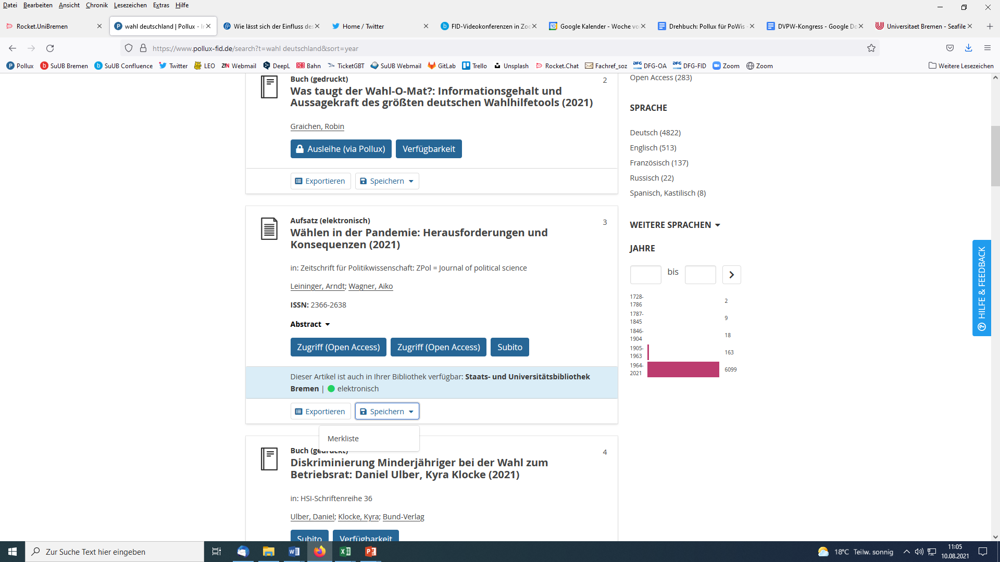 Datei Bearbeiten Ansicht Chronik Lesezeichen Extras Hilfe
Rocket.UniBremen
wahl deutschland | Pollux - In
Wie lässt sich der Einfluss des
Home / Twitter
FID-Videokonferenzen in Zoo
Google Kalender - Woche vo
Drehbuch: Pollux für PoWis -
DVPW-Kongress - Google Do
Universitaet Bremen - Seafile
https://www.pollux-fid.de/search?t=wahl deutschland&sort=year
Pollux SuUB Bremen SuUB Confluence Twitter LEO Webmail DeepL Bahn TicketGBT SuUB Webmail GitLab Trello Unsplash Rocket.Chat Fachref_soz DFG-OA DFG-FID Zoom Zoom Weitere Lesezeichen
Buch (gedruckt)
2
Was taugt der Wahl-O-Mat?: Informationsgehalt und
Aussagekraft des größten deutschen Wahlhilfetools (2021)
Graichen, Robin
Ausleihe (via Pollux) Verfügbarkeit
Exportieren Speichern
Aufsatz (elektronisch)
3
Wählen in der Pandemie: Herausforderungen und
Konsequenzen (2021)
in: Zeitschrift für Politikwissenschaft: ZPol = Journal of political science
Leininger, Arndt; Wagner, Aiko
ISSN: 2366-2638
Abstract
Zugriff (Open Access) Zugriff (Open Access) Subito
Dieser Artikel ist auch in Ihrer Bibliothek verfügbar: Staats- und Universitätsbibliothek
Bremen | elektronisch
Exportieren Speichern
Merkliste
Buch (gedruckt)
4
Diskriminierung Minderjähriger bei der Wahl zum
Betriebsrat: Daniel Ulber, Kyra Klocke (2021)
in: HSI-Schriftenreihe 36
Ulber, Daniel; Klocke, Kyra; Bund-Verlag
Subito Verfügbarkeit
Open Access (283)
SPRACHE
Deutsch (4822)
Englisch (513)
Französisch (137)
Russisch (22)
Spanisch, Kastilisch (8)
WEITERE SPRACHEN
JAHRE
bis
1728-
1786
2
1787-
1845
9
1846-
1904
18
1905-
1963
163
1964-
2021
6099
HILFE & FEEDBACK
Zur Suche Text hier eingeben
18°C Teilw. sonnig
11:05
10.08.2021